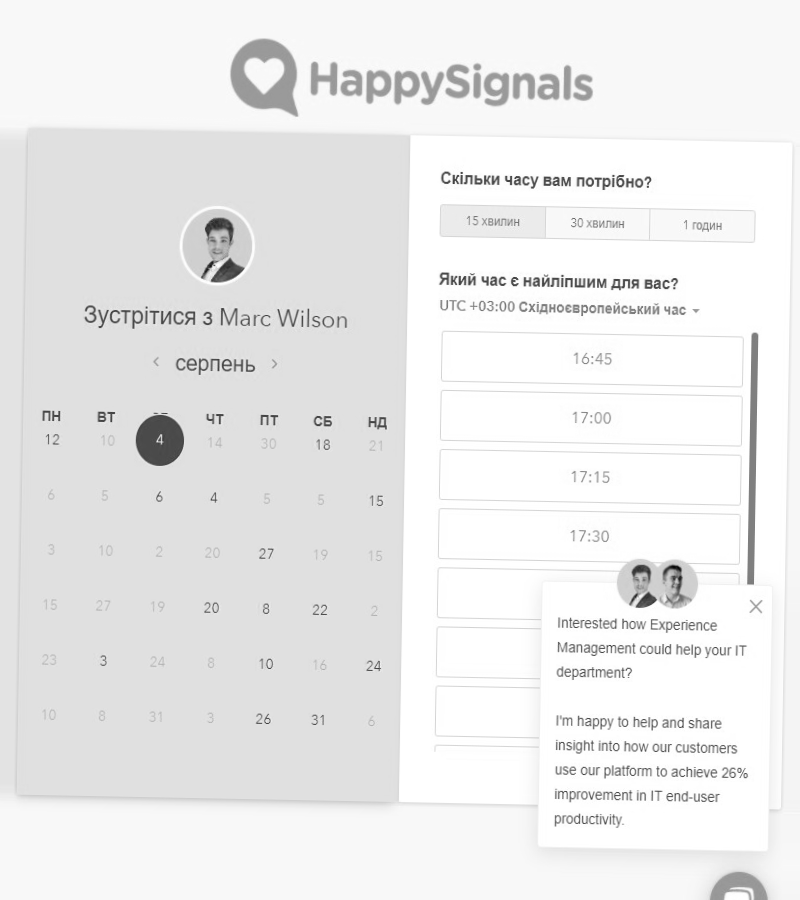 HappySignals
Зустрітися з Marc Wilson
серпень
ПН ВТ ЧТ ПТ СБ НД
12 10 4 14 30 18 21
6 5 6 4 5 5 15
3 10 2 20 27 19 15
15 27 19 20 8 22 2
23 3 24 8 10 16 24
10 8 31 3 26 31 6
Скільки часу вам потрібно?
15 хвилин 30 хвилин 1 годин
Який час є найліпшим для вас?
UTC +03:00 Східноєвропейський час
16:45
17:00
17:15
17:30
Interested how Experience
Management could help your IT
department?
I'm happy to help and share
insight into how our customers
use our platform to achieve 26%
improvement in IT end-user
productivity.